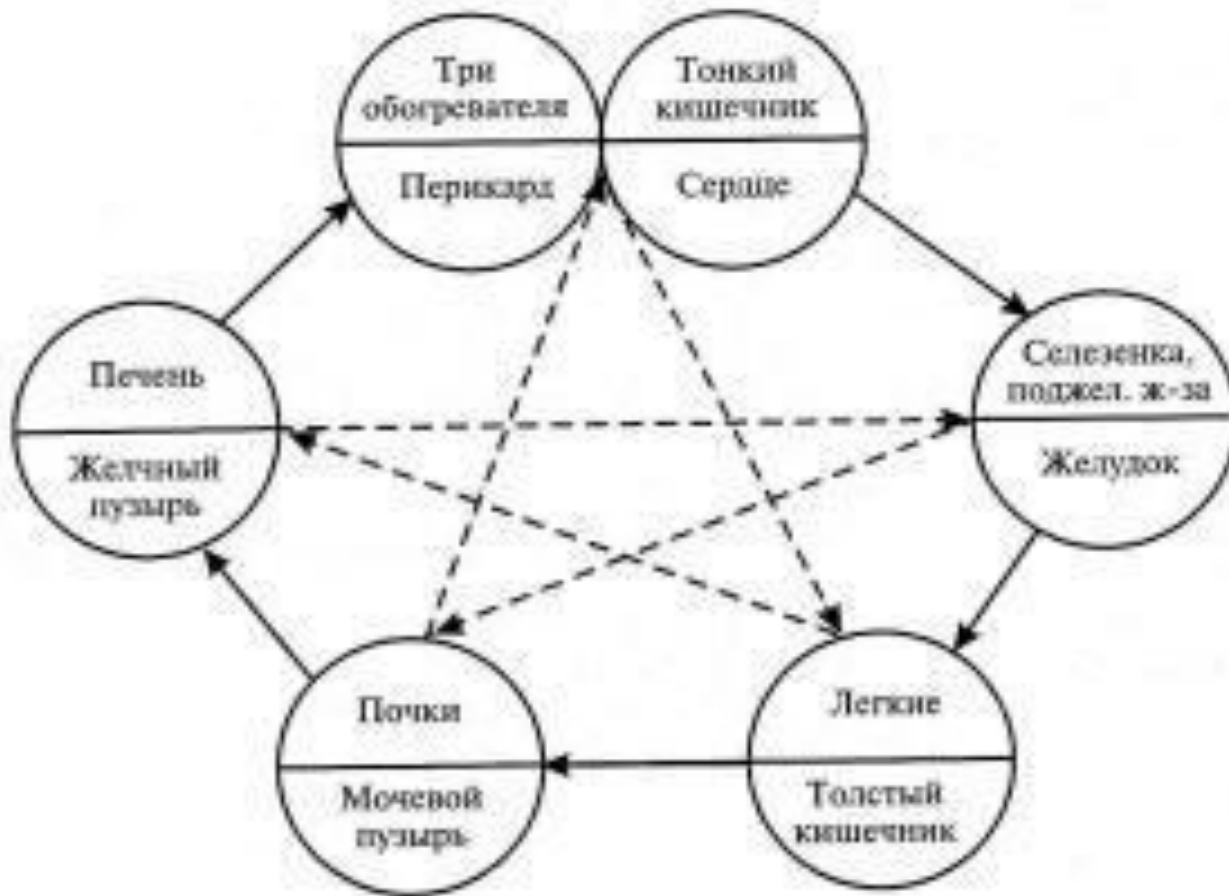 Три
обогревателя
Перикард
Тонкий
кишечник
Сердце
Печень
Желчный
пузырь
Селезенка,
поджел. ж-за
Желудок
Почки
Мочевой
пузырь
Легкие
Толстый
кишечник